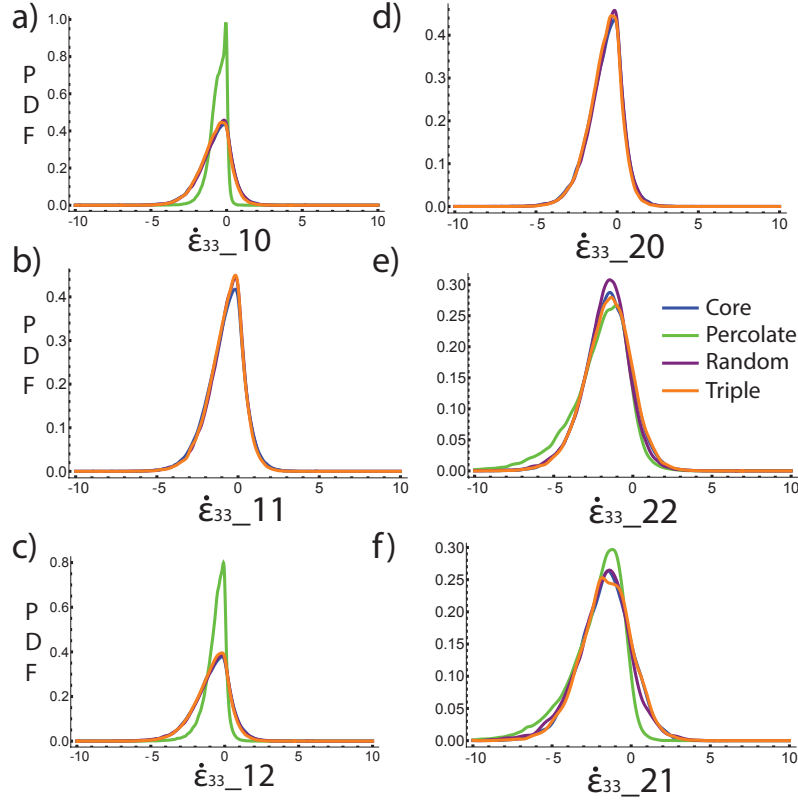 a)
1.0
0.8
0.6
0.4
0.2
0.0
P
D
F
-10 -5 0 5 10
ε̇33_10
b)
0.4
0.3
0.2
0.1
0.0
P
D
F
-10 -5 0 5 10
ε̇33_11
c)
0.8
0.6
0.4
0.2
0.0
P
D
F
-10 -5 0 5 10
ε̇33_12
d)
0.4
0.3
0.2
0.1
0.0
-10 -5 0 5 10
ε̇33_20
e)
0.30
0.25
0.20
0.15
0.10
0.05
0.00
Core
Percolate
Random
Triple
-10 -5 0 5 10
ε̇33_22
f)
0.30
0.25
0.20
0.15
0.10
0.05
0.00
-10 -5 0 5 10
ε̇33_21